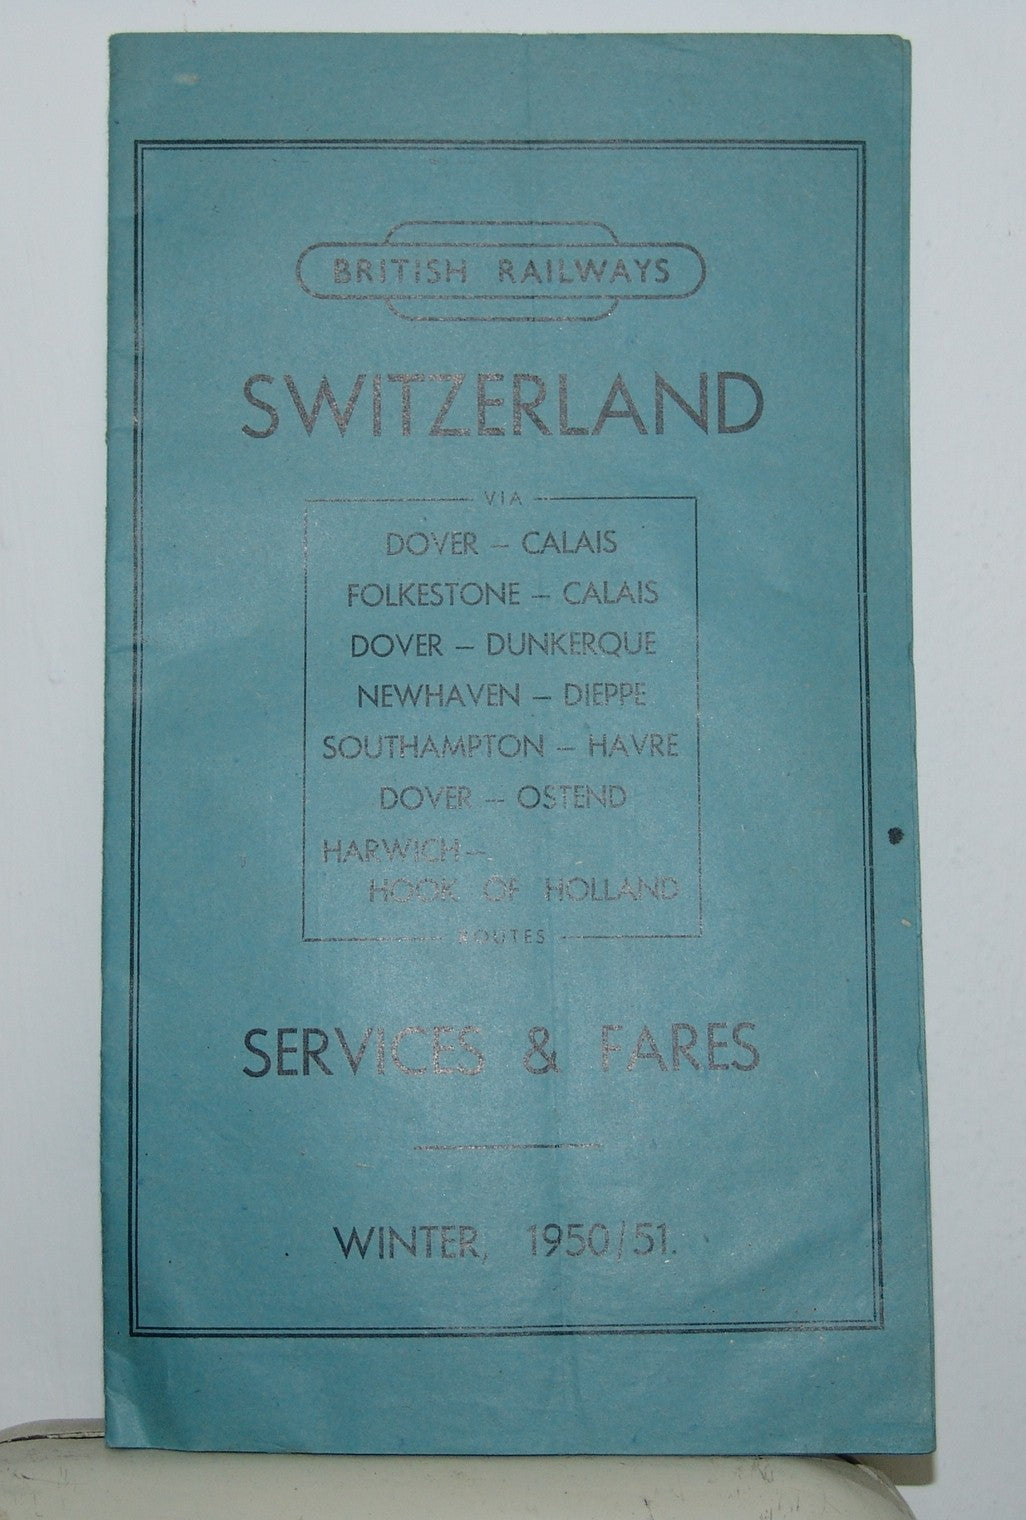 BRITISH RAILWAYS
SWITZERLAND
VIA
DOVER – CALAIS
FOLKESTONE – CALAIS
DOVER – DUNKERQUE
NEWHAVEN – DIEPPE
SOUTHAMPTON – HAVRE
DOVER – OSTEND
HARWICH –
HOOK OF HOLLAND
ROUTES
SERVICES & FARES
WINTER, 1950/51.